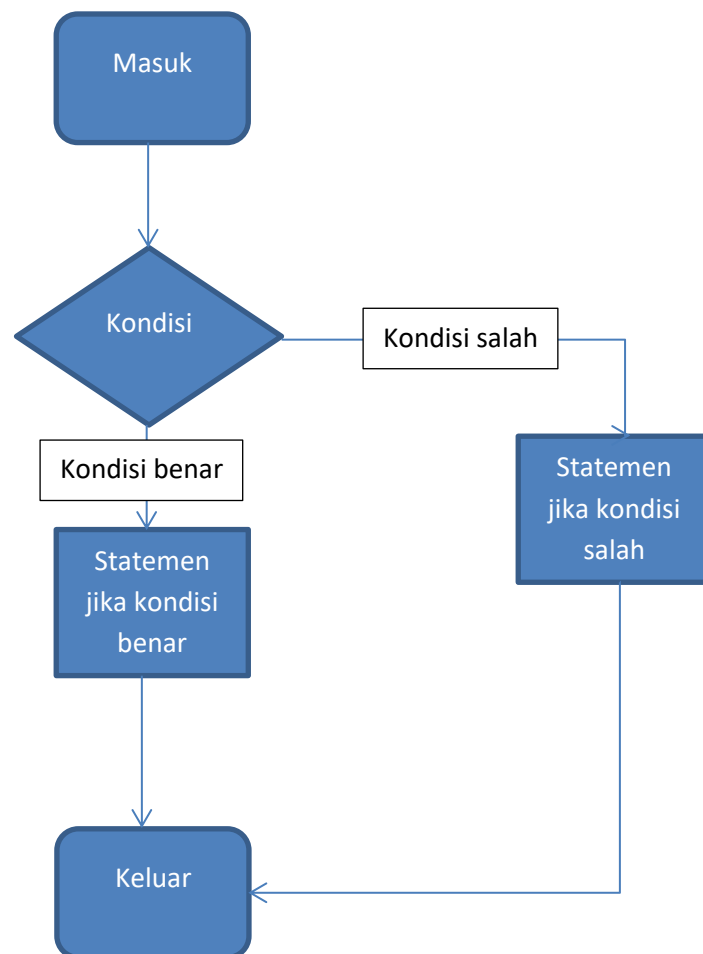 Masuk
Kondisi
Kondisi salah
Kondisi benar
Statemen
jika kondisi
salah
Statemen
jika kondisi
benar
Keluar